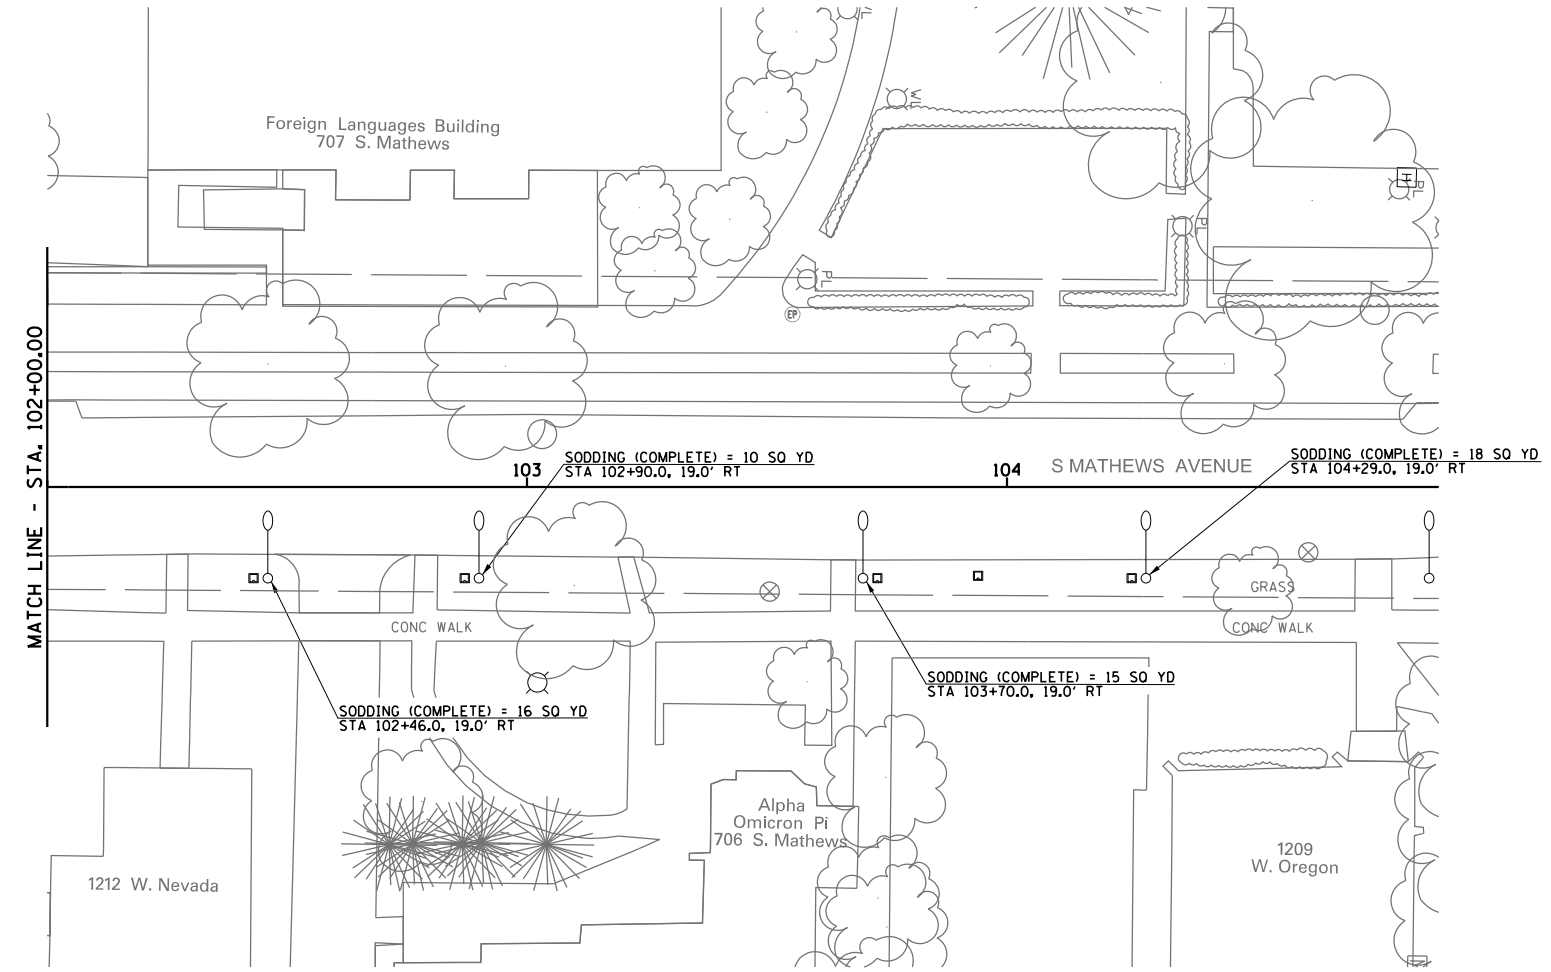 WL
Foreign Languages Building
707 S. Mathews
H
PL
PL
PL
EP
MATCH LINE - STA. 102+00.00
SODDING (COMPLETE) = 10 SQ YD
STA 102+90.0, 19.0' RT
103
104
S MATHEWS AVENUE
SODDING (COMPLETE) = 18 SQ YD
STA 104+29.0, 19.0' RT
GRASS
CONC WALK
CONC WALK
SODDING (COMPLETE) = 15 SQ YD
STA 103+70.0, 19.0' RT
SODDING (COMPLETE) = 16 SQ YD
STA 102+46.0, 19.0' RT
Alpha
Omicron Pi
706 S. Mathews
1209
W. Oregon
1212 W. Nevada